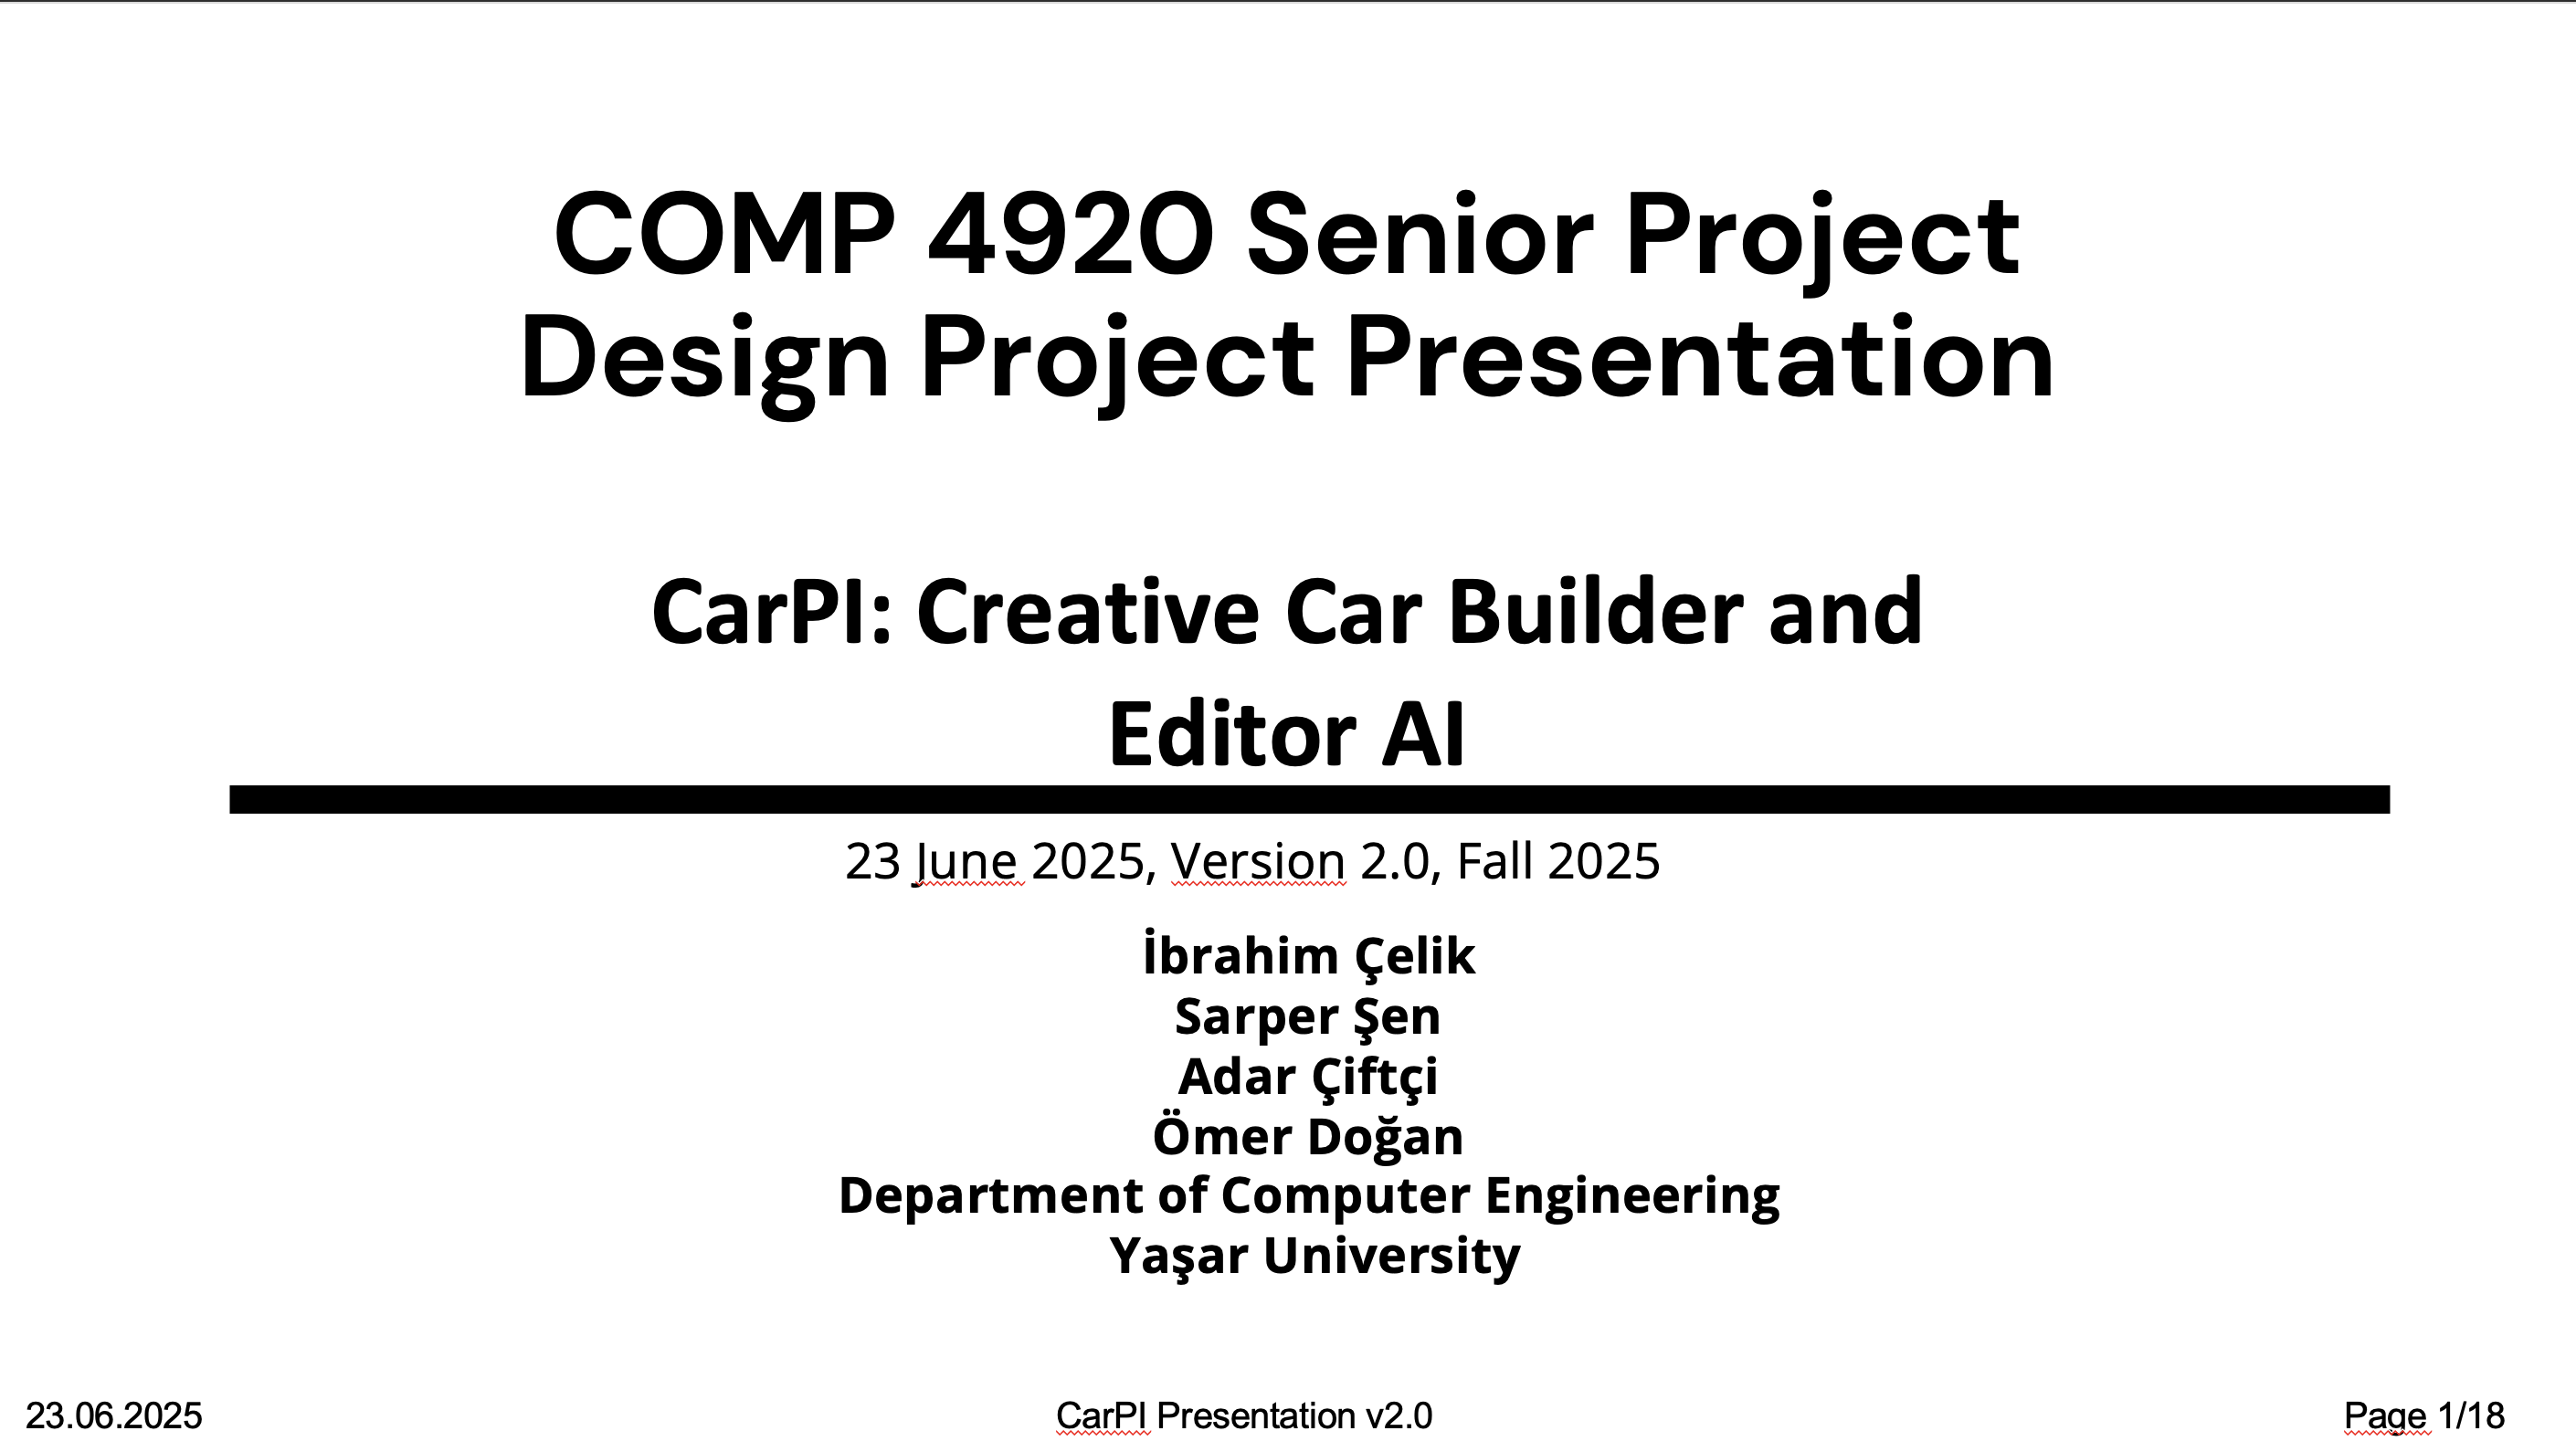 COMP 4920 Senior Project
Design Project Presentation
CarPI: Creative Car Builder and
Editor AI
23 June 2025, Version 2.0, Fall 2025
İbrahim Çelik
Sarper Şen
Adar Çiftçi
Ömer Doğan
Department of Computer Engineering
Yaşar University
23.06.2025
CarPI Presentation v2.0
Page 1/18